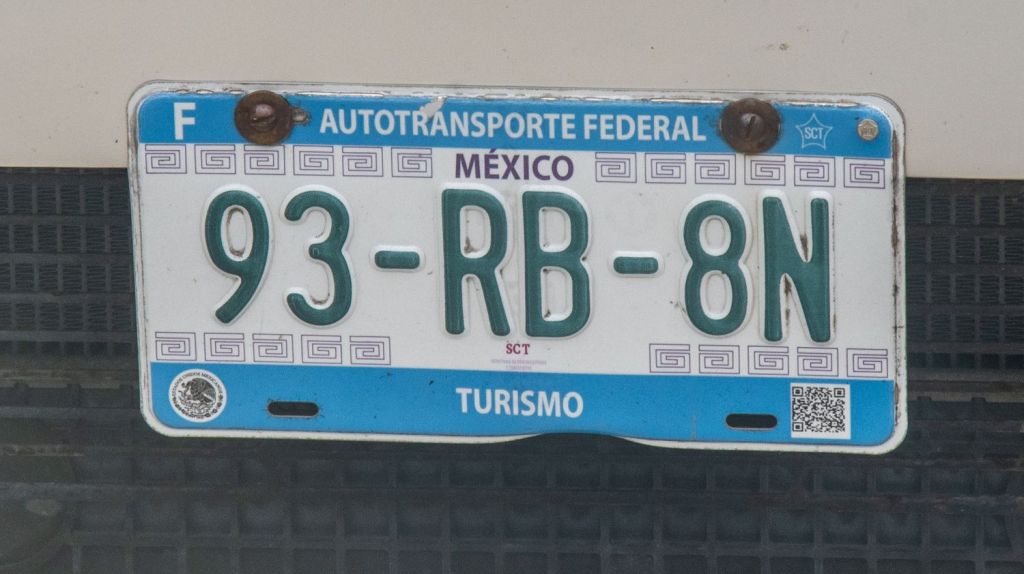 F AUTOTRANSPORTE FEDERAL SCT
MÉXICO
93-RB-8N
SCT
TURISMO